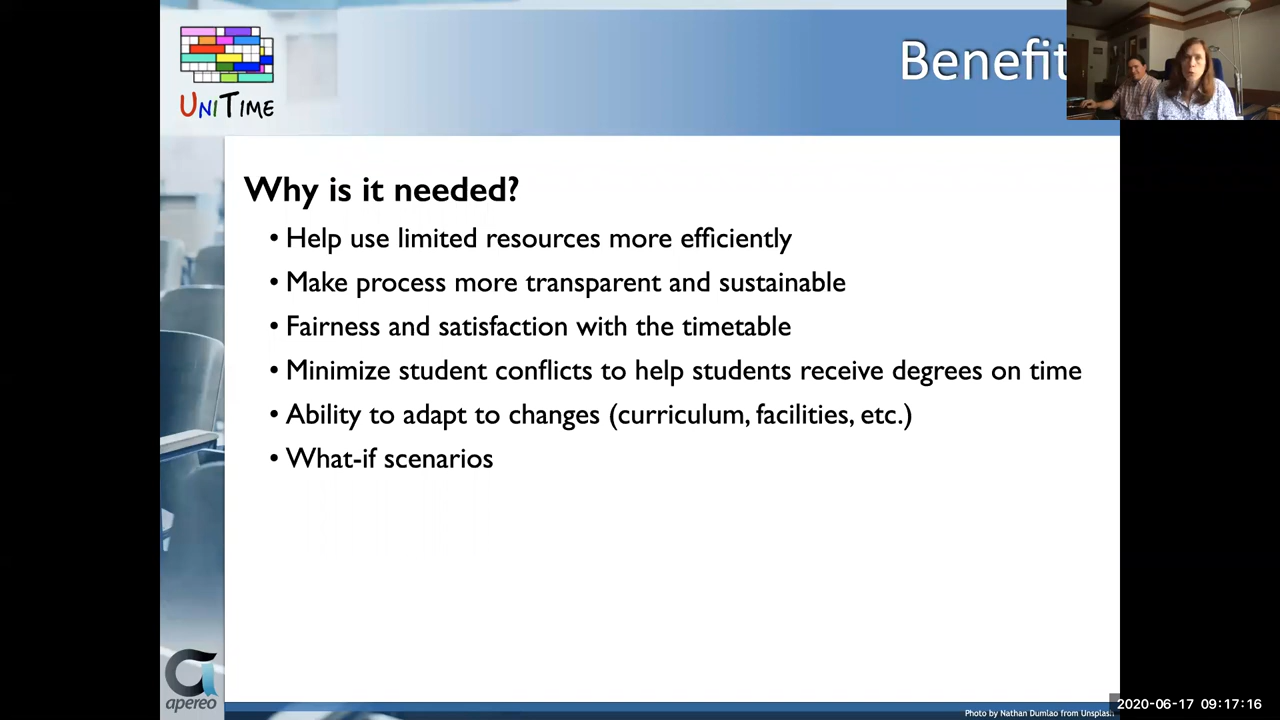 UNITIME
Benefit
Why is it needed?
• Help use limited resources more efficiently
• Make process more transparent and sustainable
• Fairness and satisfaction with the timetable
• Minimize student conflicts to help students receive degrees on time
• Ability to adapt to changes (curriculum, facilities, etc.)
• What-if scenarios
apereo
Photo by Nathan Dumlao from Unsplash
2020-06-17 09:17:16